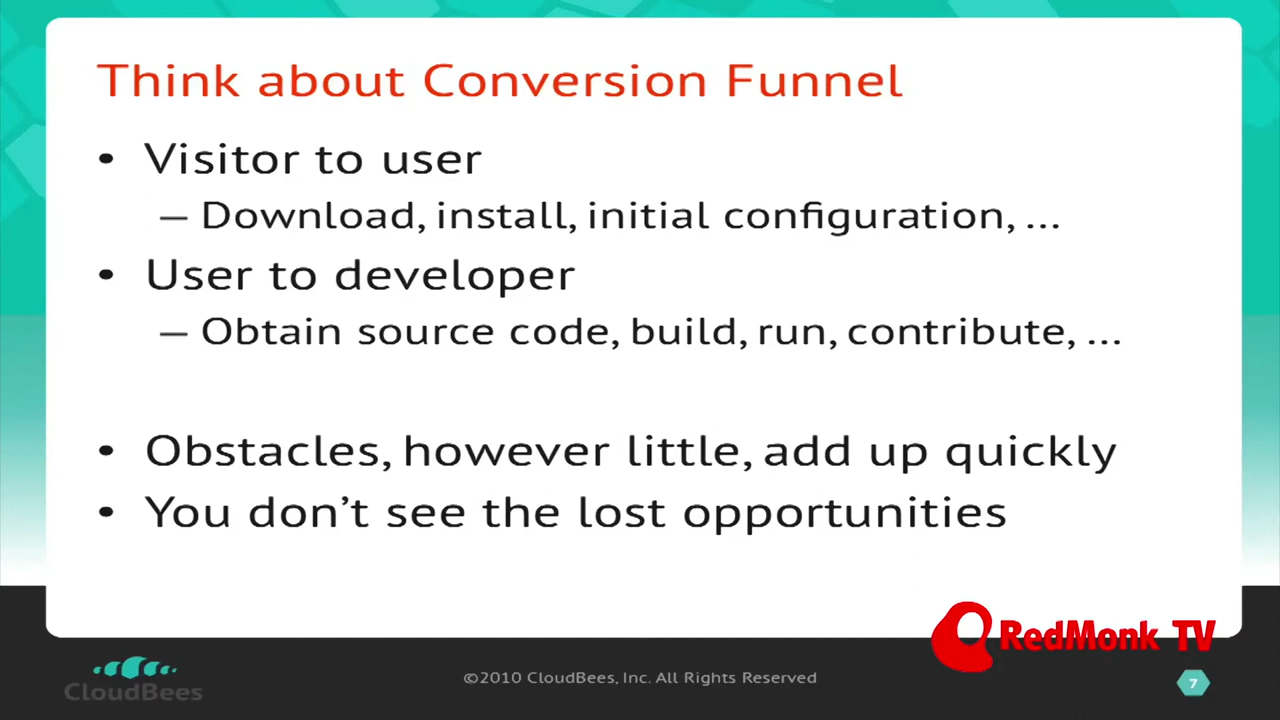 Think about Conversion Funnel
• Visitor to user
– Download, install, initial configuration, ...
• User to developer
– Obtain source code, build, run, contribute, ...
• Obstacles, however little, add up quickly
• You don’t see the lost opportunities
RedMonk TV
CloudBees
©2010 CloudBees, Inc. All Rights Reserved
7